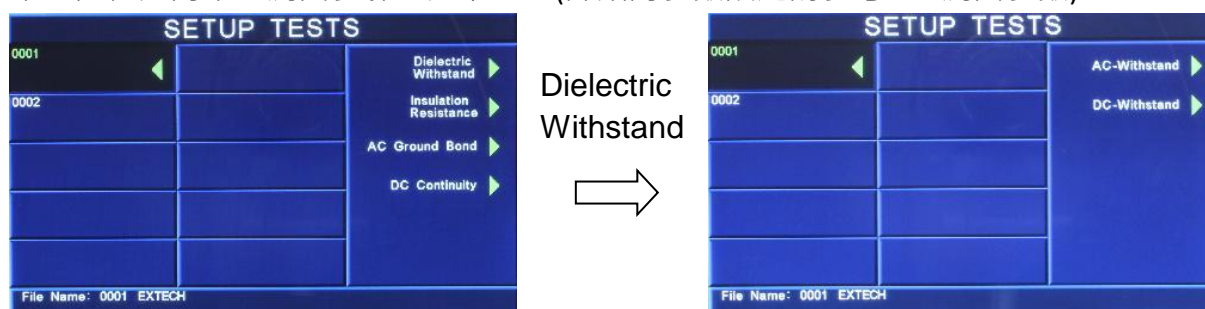 SETUP TESTS
0001
0002
Dielectric
Withstand
Insulation
Resistance
AC Ground Bond
DC Continuity
File Name: 0001 EXTECH
Dielectric
Withstand
SETUP TESTS
0001
0002
AC-Withstand
DC-Withstand
File Name: 0001 EXTECH